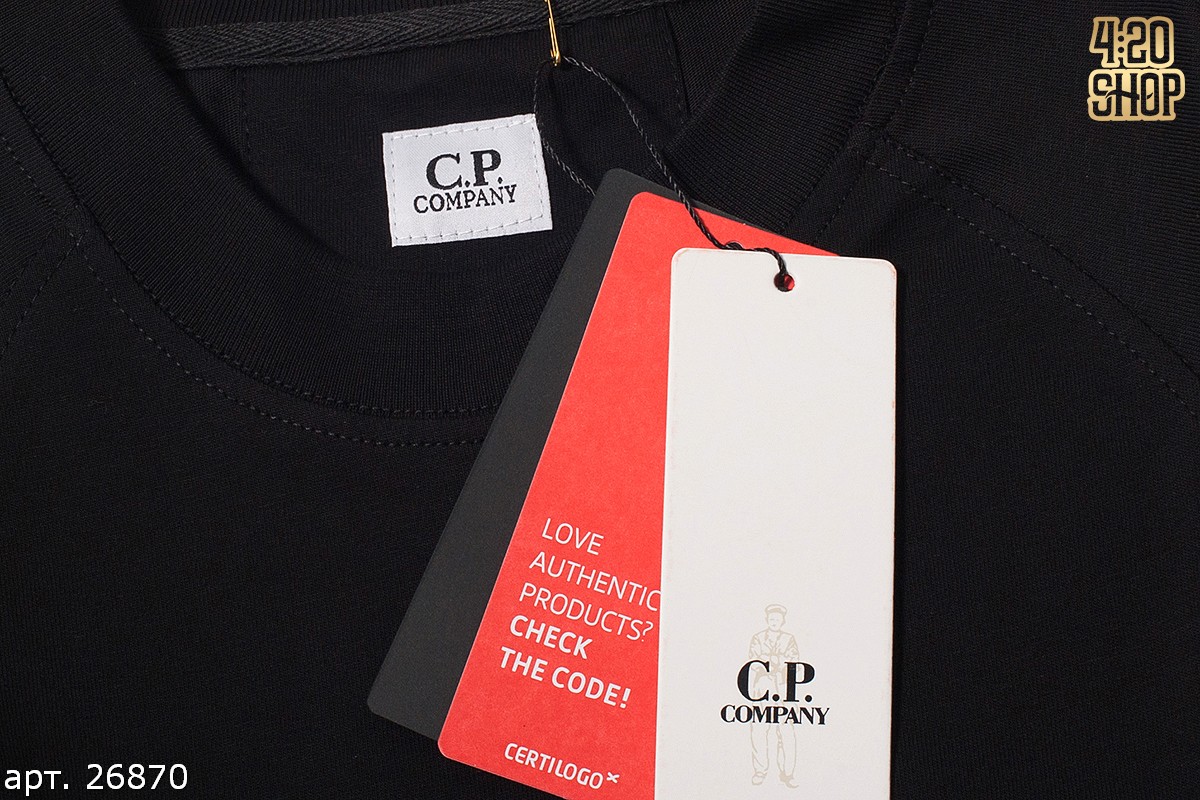 4:20
SHOP
C.P.
COMPANY
LOVE
AUTHENTIC
PRODUCTS?
CHECK
THE CODE!
CERTILOGO
C.P.
COMPANY
арт. 26870